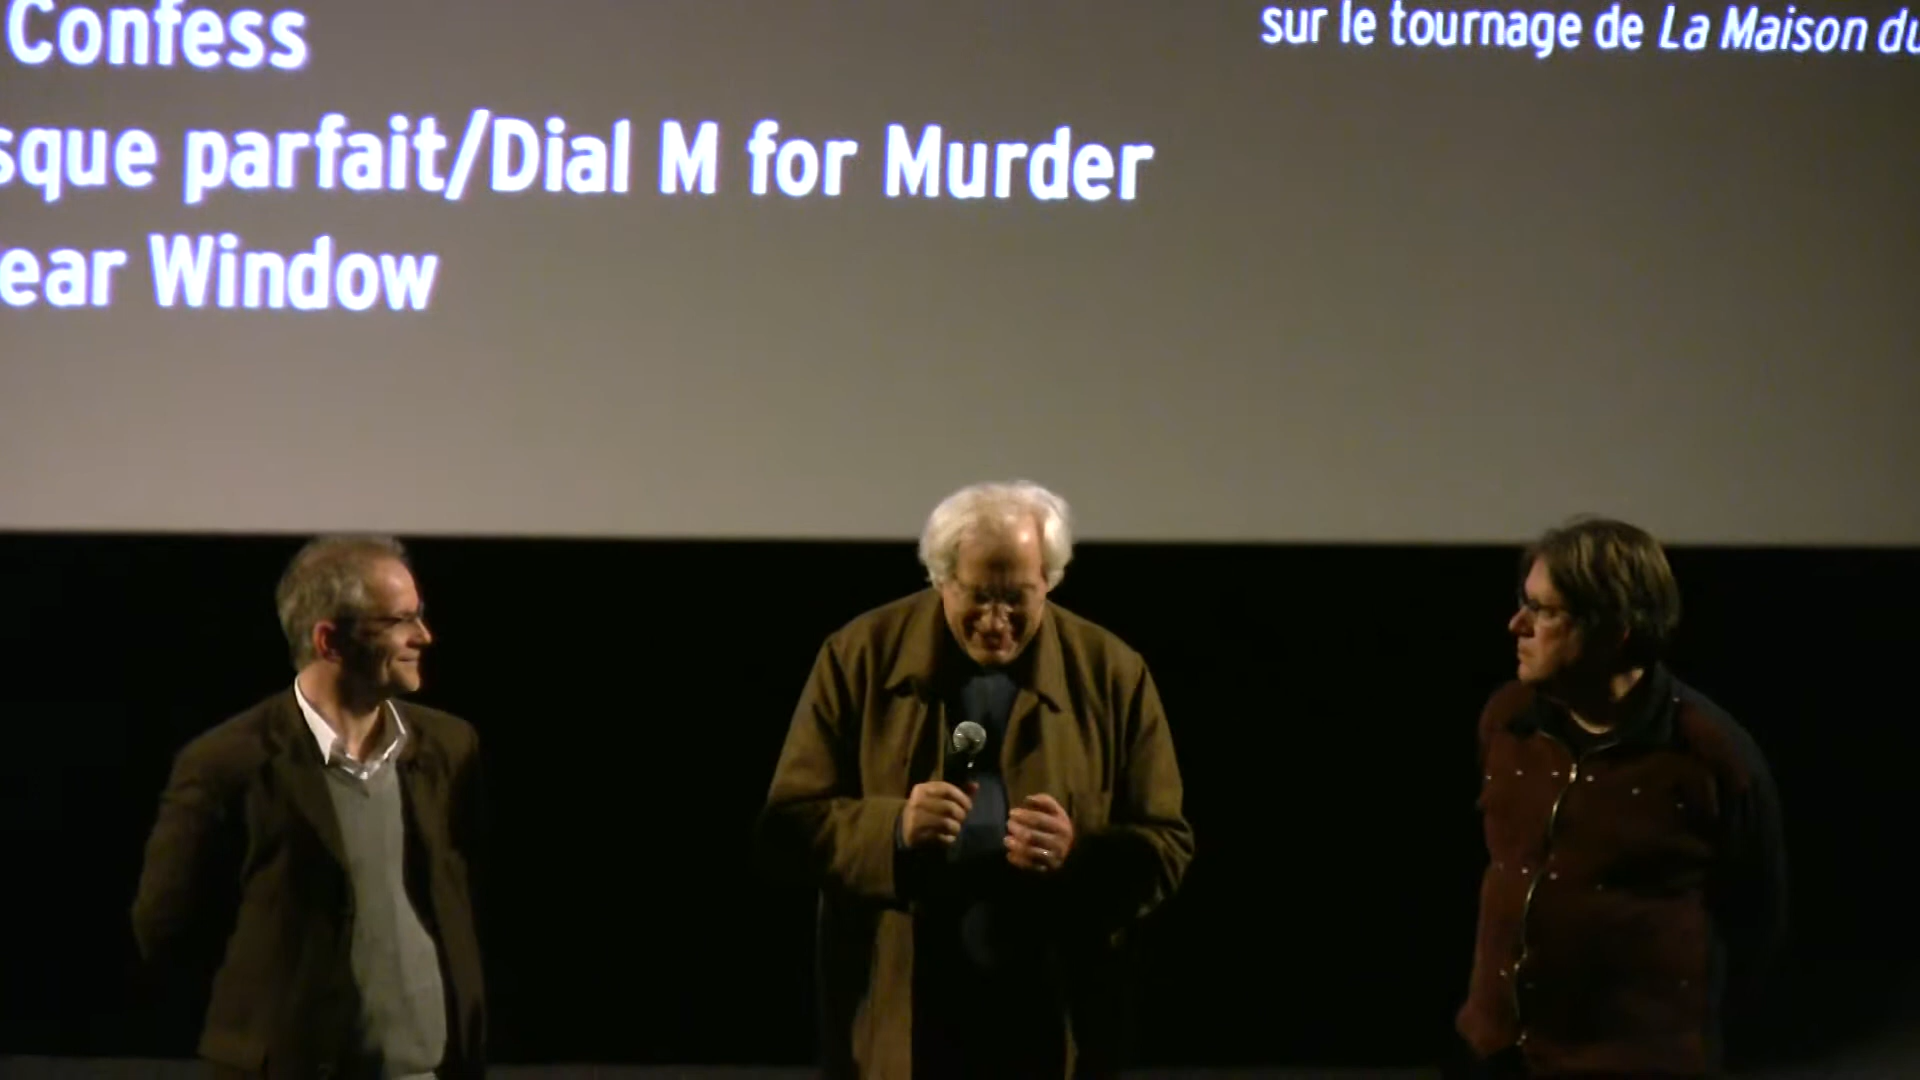 Confess
sque parfait/Dial M for Murder
ear Window
sur le tournage de La Maison du